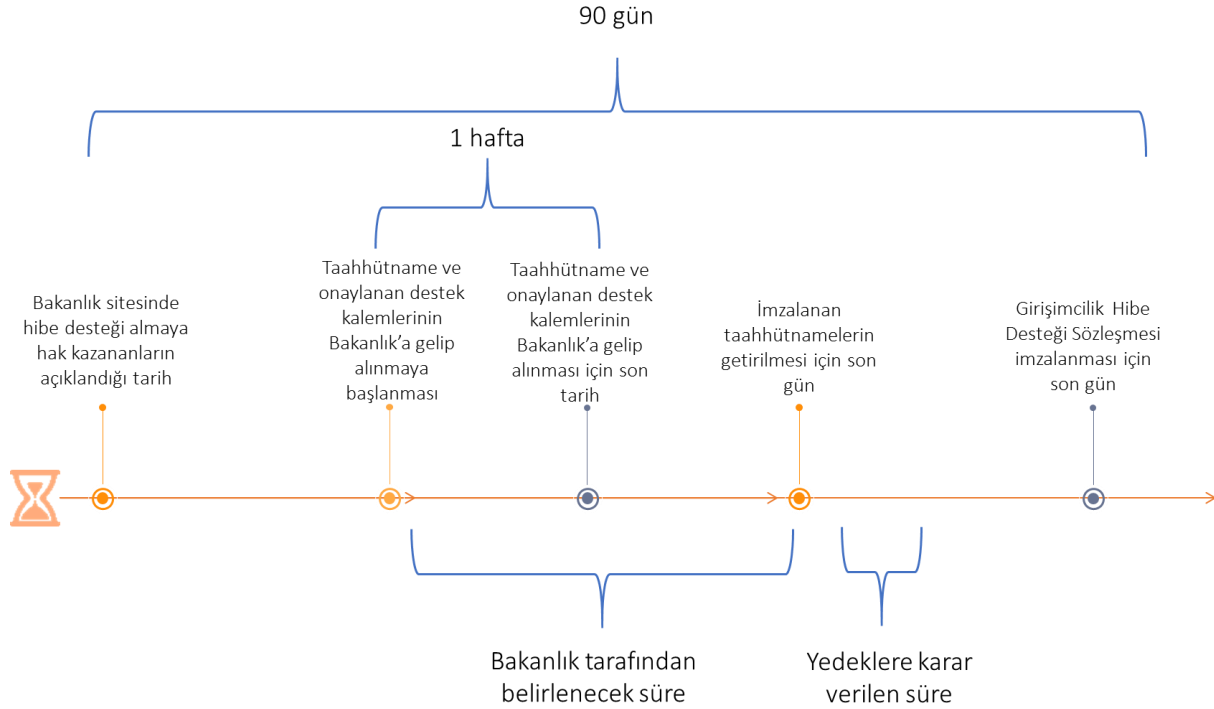 90 gün
1 hafta
Bakanlık sitesinde
hibe desteği almaya
hak kazananların
açıklandığı tarih
Taahhütname ve
onaylanan destek
kalemlerinin
Bakanlık’a gelip
alınmaya
başlanması
Taahhütname ve
onaylanan destek
kalemlerinin
Bakanlık’a gelip
alınması için son
tarih
İmzalanan
taahhütnamelerin
getirilmesi için son
gün
Girişimcilik Hibe
Desteği Sözleşmesi
imzalanması için
son gün
Bakanlık tarafından
belirlenecek süre
Yedeklere karar
verilen süre